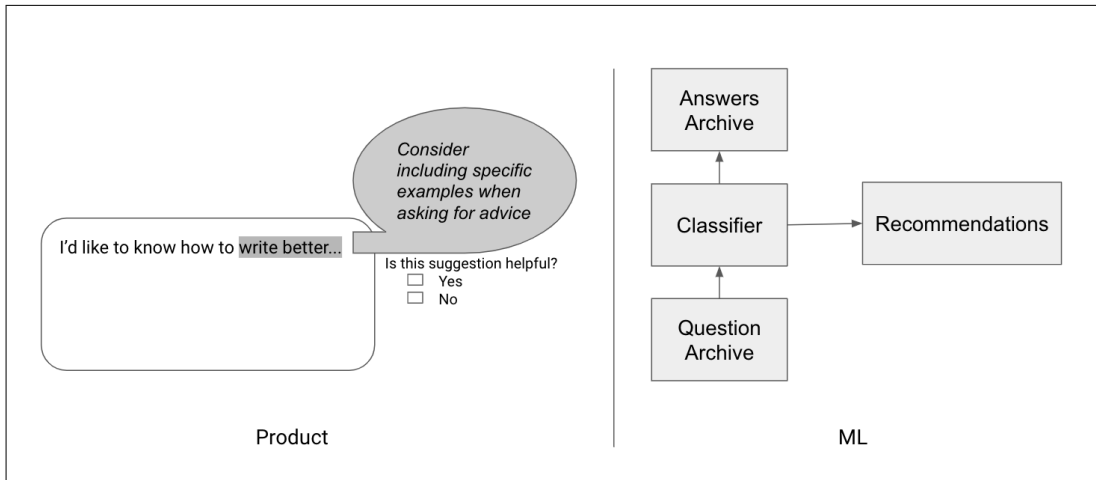 Consider
including specific
examples when
asking for advice
I'd like to know how to write better...
Is this suggestion helpful?
Yes
No
Product
Answers
Archive
Classifier
Recommendations
Question
Archive
ML